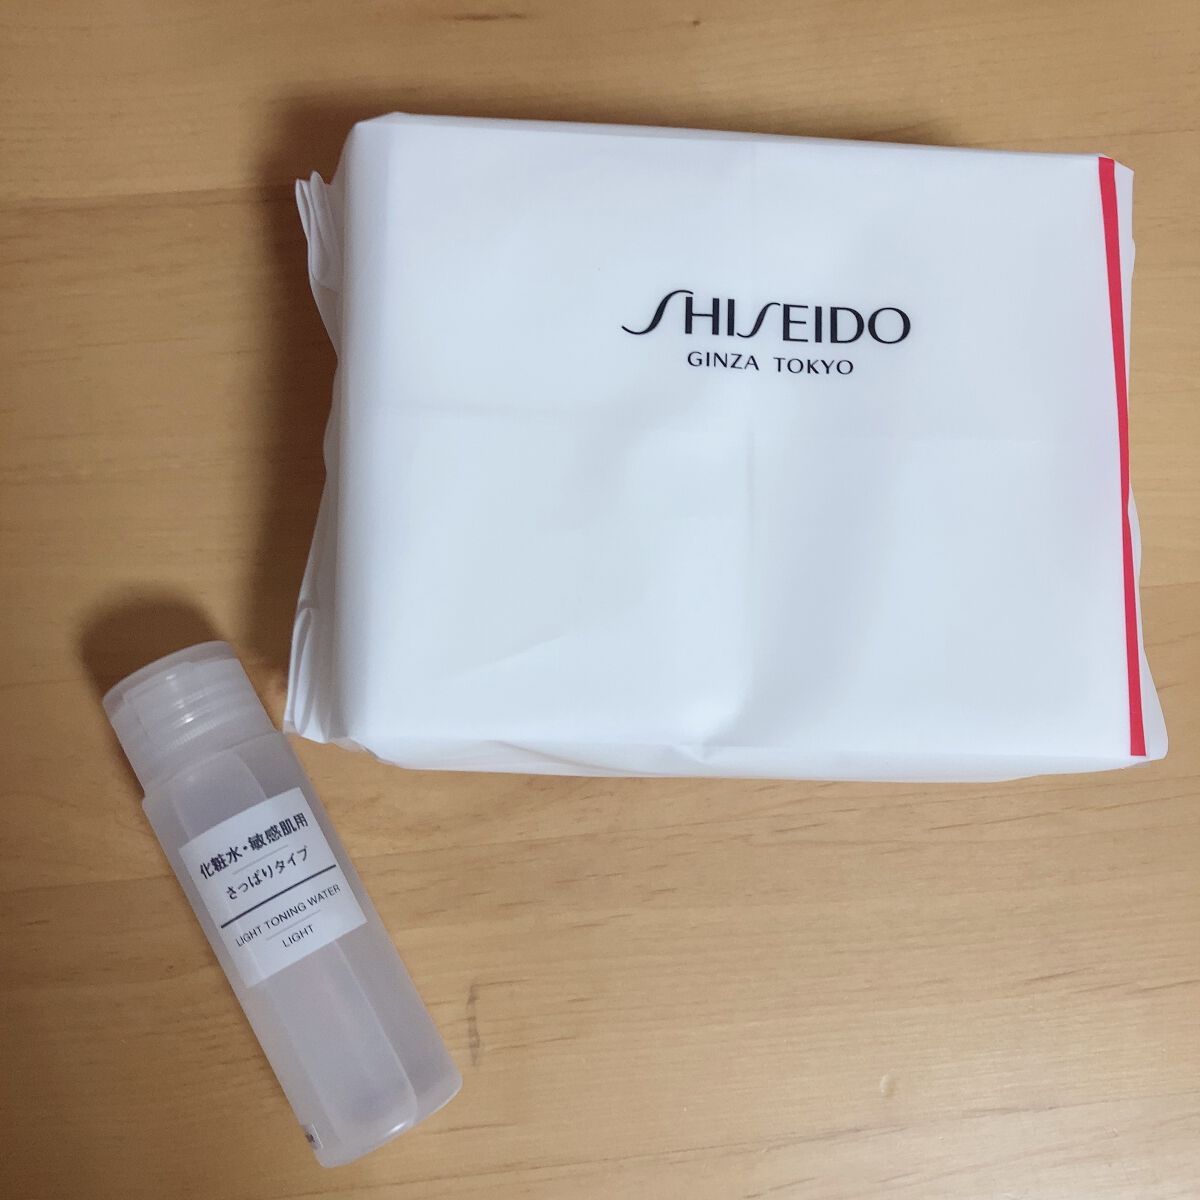 SHISEIDO
GINZA TOKYO
化粧水・敏感肌用
さっぱりタイプ
LIGHT TONING WATER
LIGHT